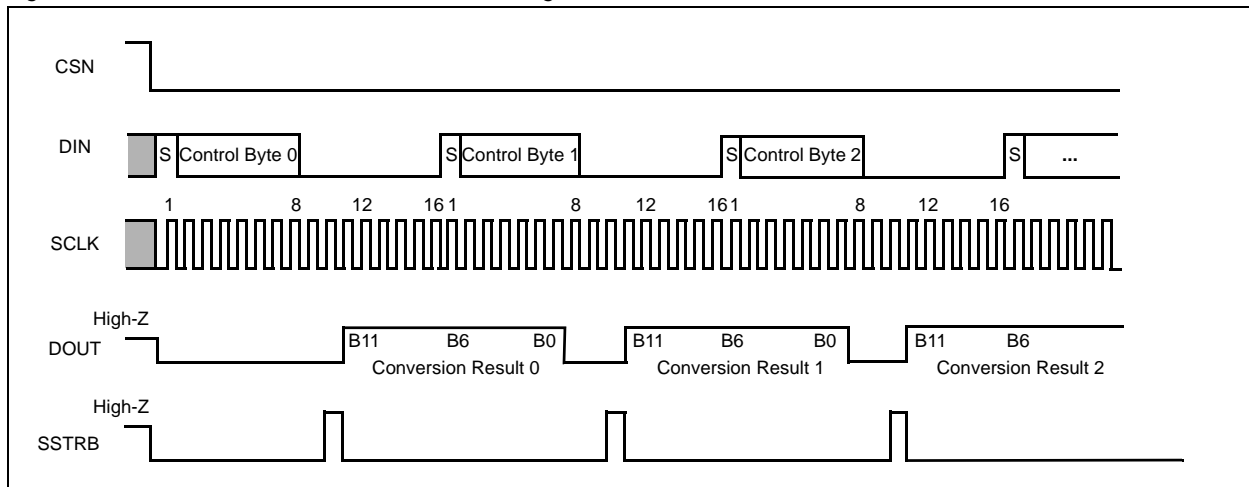 CSN
DIN
S Control Byte 0 S Control Byte 1 S Control Byte 2 S ...
1 8 12 16 1 8 12 16 1 8 12 16
SCLK
High-Z
DOUT
B11 B6 B0 B11 B6 B0 B11 B6
Conversion Result 0 Conversion Result 1 Conversion Result 2
High-Z
SSTRB